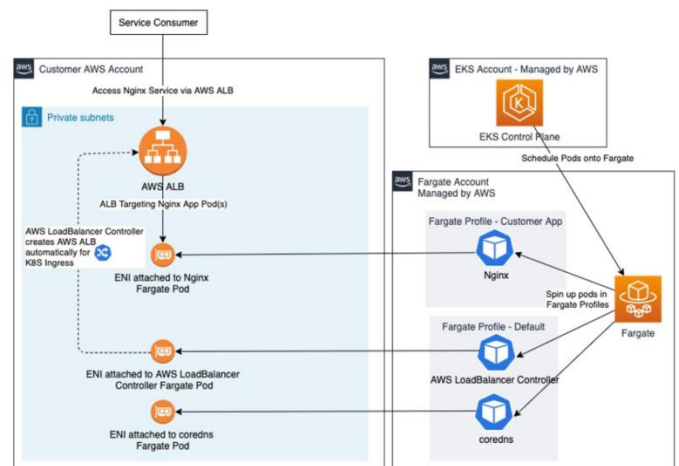 Service Consumer
aws
Customer AWS Account
Access Nginx Service via AWS ALB
Private subnets
AWS ALB
ALB Targeting Nginx App Pod(s)
AWS LoadBalancer Controller
creates AWS ALB
automatically for
K8S Ingress
ENI attached to Nginx
Fargate Pod
ENI attached to AWS LoadBalancer
Controller Fargate Pod
ENI attached to coredns
Fargate Pod
aws
EKS Account - Managed by AWS
K
EKS Control Plane
Schedule Pods onto Fargate
aws
Fargate Account
Managed by AWS
Fargate Profile - Customer App
Nginx
Spin up pods in
Fargate Profiles
Fargate
Fargate Profile - Default
AWS LoadBalancer Controller
coredns